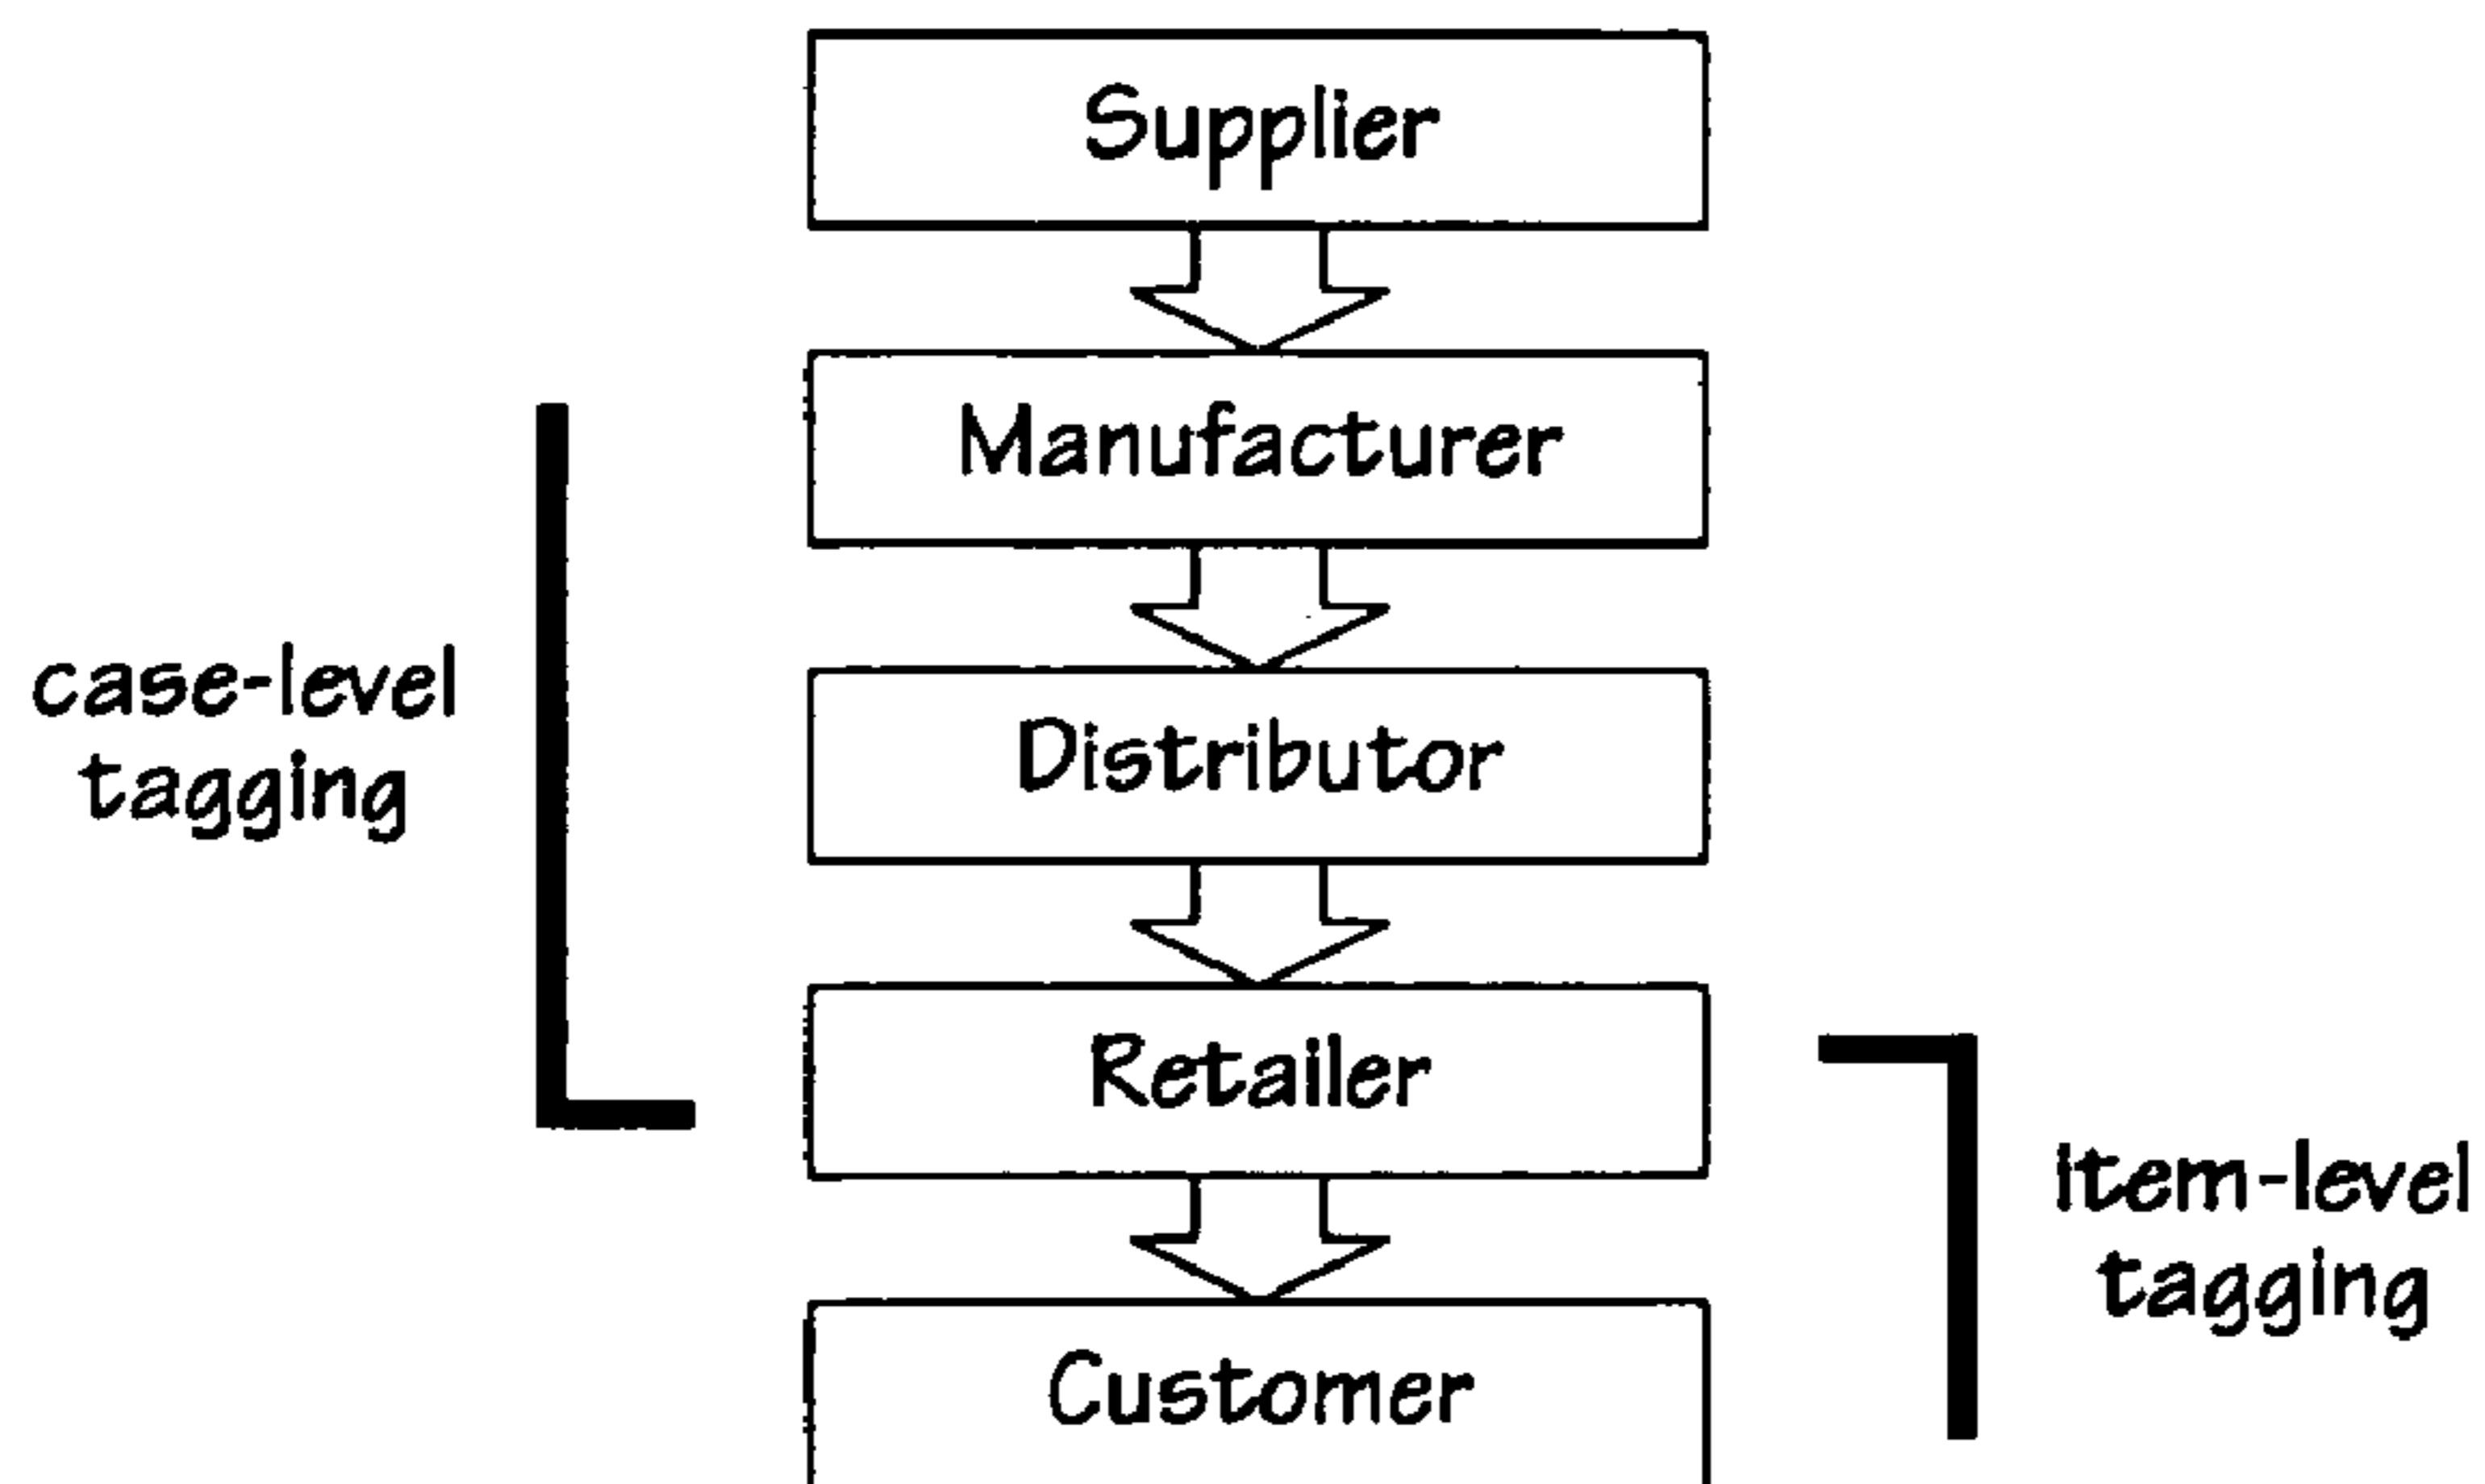 Supplier
Manufacturer
case-level
tagging
Distributor
Retailer
item-level
tagging
Customer